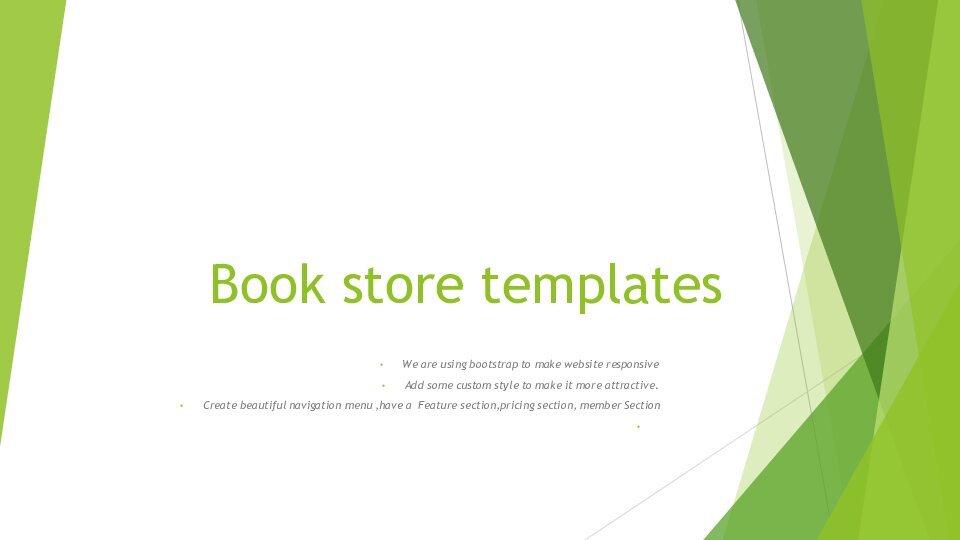 Book store templates
• We are using bootstrap to make website responsive
• Add some custom style to make it more attractive.
• Create beautiful navigation menu ,have a  Feature section,pricing section, member Section
•